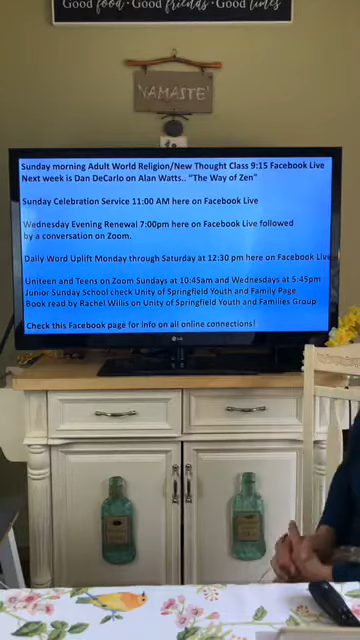 Good food • Good friends • Good times
NAMASTE
Sunday morning Adult World Religion/New Thought Class 9:15 Facebook Live
Next week is Dan DeCarlo on Alan Watts.. "The Way of Zen"
Sunday Celebration Service 11:00 AM here on Facebook Live
Wednesday Evening Renewal 7:00pm here on Facebook Live followed
by a conversation on Zoom.
Daily Word Uplift Monday through Saturday at 12:30 pm here on Facebook Live
Uniteen and Teens on Zoom Sundays at 10:45am and Wednesdays at 5:45pm
Junior Sunday School check Unity of Springfield Youth and Family Page
Book read by Rachel Willis on Unity of Springfield Youth and Families Group
Check this Facebook page for info on all online connections!
LG